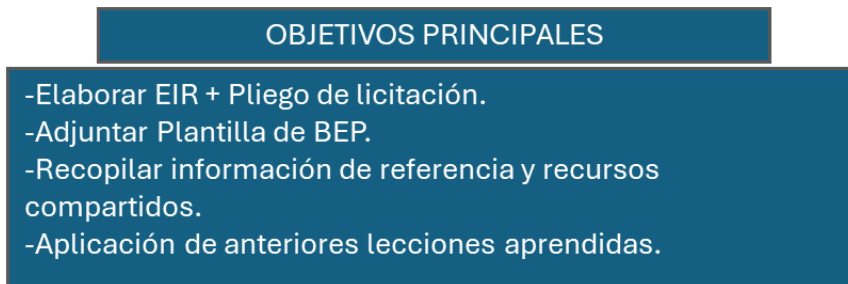 OBJETIVOS PRINCIPALES
-Elaborar EIR + Pliego de licitación.
-Adjuntar Plantilla de BEP.
-Recopilar información de referencia y recursos
compartidos.
-Aplicación de anteriores lecciones aprendidas.